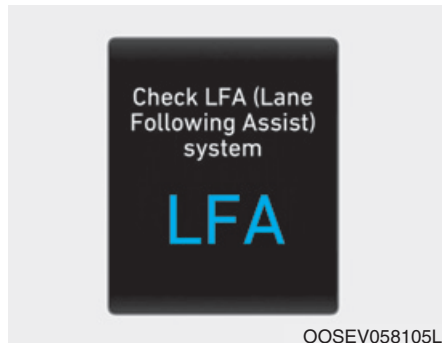 Check LFA (Lane
Following Assist)
system
LFA
OOSEV058105L